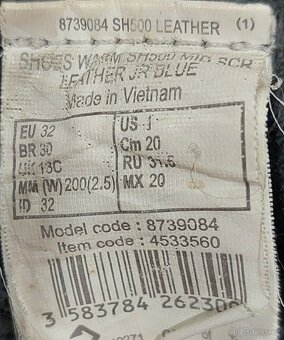 8739084 SH500 LEATHER (1)
SHOES WARM SH500 MID SCR
LEATHER JR BLUE
Made in Vietnam
EU 32 US 1
BR 30 Cm 20
UK 13C RU 31.5
MM (W) 200(2.5) MX 20
ID 32
Model code : 8739084
Item code : 4533560
3 583784 26230